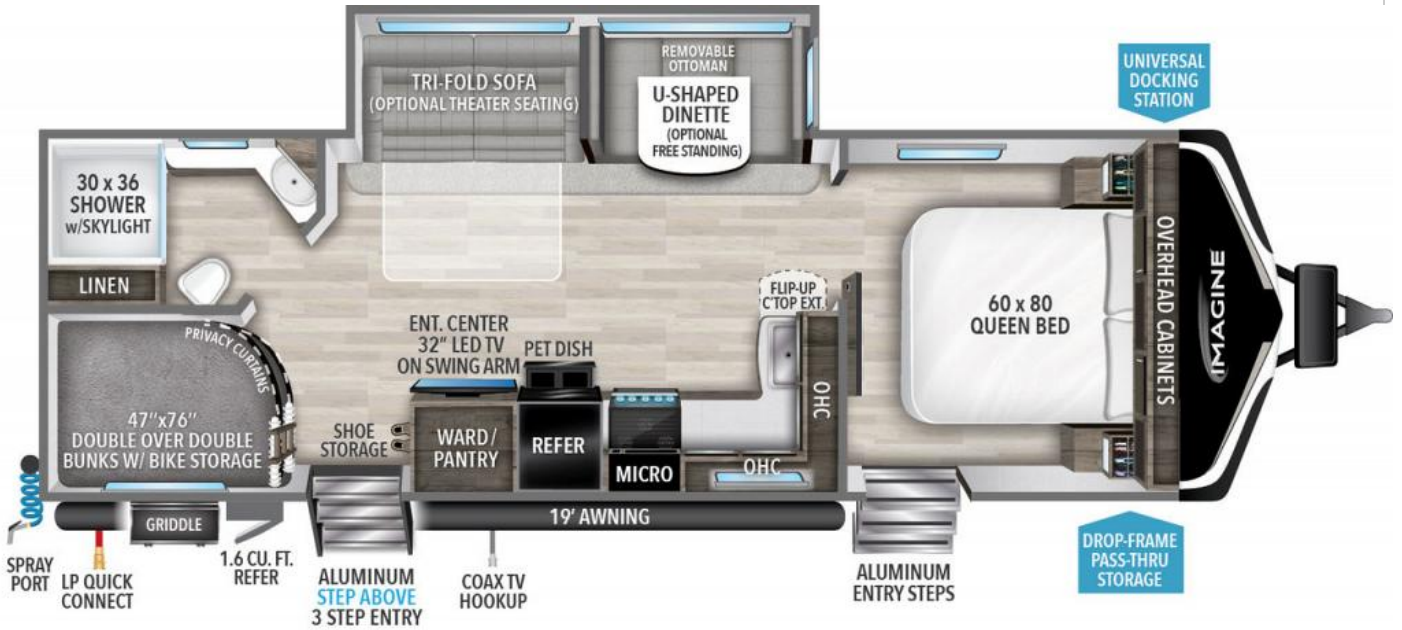 TRI-FOLD SOFA
(OPTIONAL THEATER SEATING)
REMOVABLE
OTTOMAN
U-SHAPED
DINETTE
(OPTIONAL
FREE STANDING)
UNIVERSAL
DOCKING
STATION
30 x 36
SHOWER
w/SKYLIGHT
LINEN
PRIVACY CURTAINS
47"x76"
DOUBLE OVER DOUBLE
BUNKS W/ BIKE STORAGE
ENT. CENTER
32" LED TV
ON SWING ARM
PET DISH
SHOE
STORAGE
WARD/
PANTRY
REFER
MICRO
FLIP-UP
C'TOP EXT.
OHC
OHC
60 x 80
QUEEN BED
OVERHEAD CABINETS
IMAGINE
19' AWNING
SPRAY
PORT
LP QUICK
CONNECT
GRIDDLE
1.6 CU. FT.
REFER
ALUMINUM
STEP ABOVE
3 STEP ENTRY
COAX TV
HOOKUP
ALUMINUM
ENTRY STEPS
DROP-FRAME
PASS-THRU
STORAGE